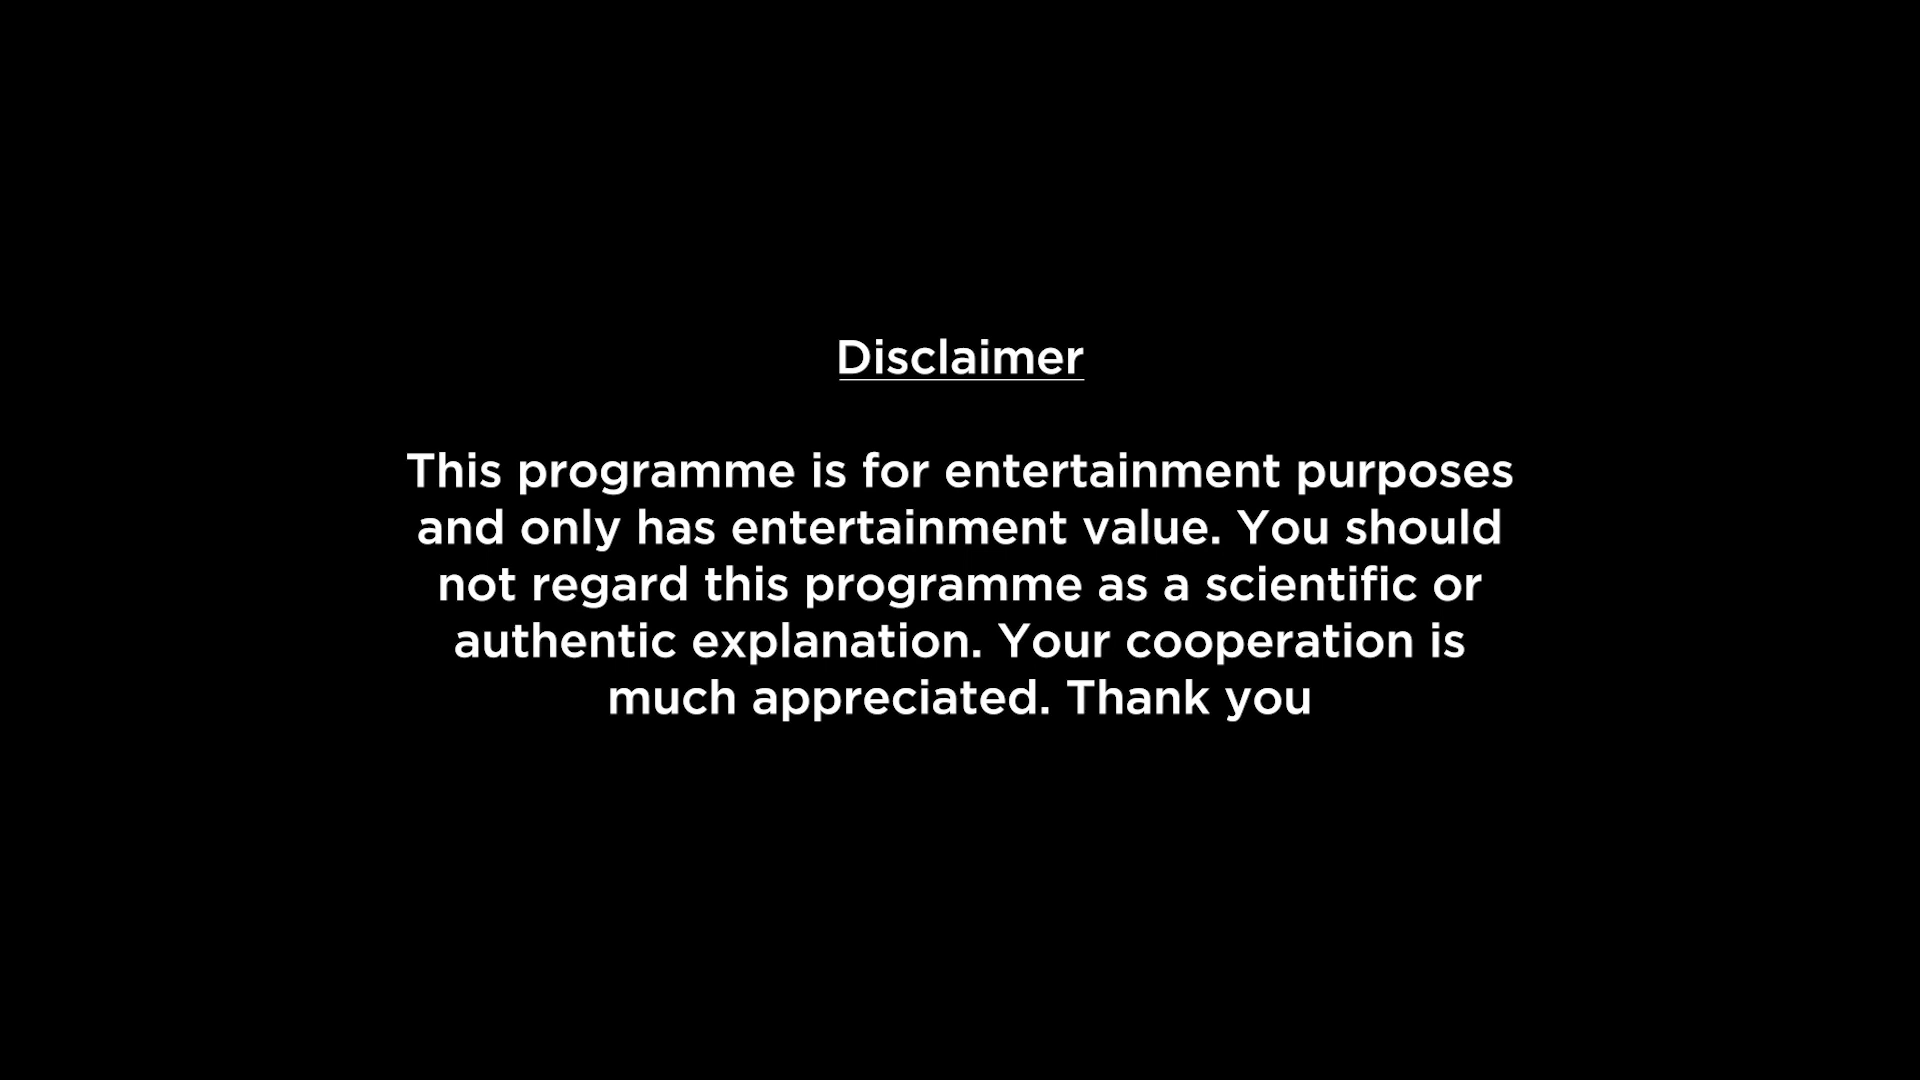 Disclaimer
This programme is for entertainment purposes
and only has entertainment value. You should
not regard this programme as a scientific or
authentic explanation. Your cooperation is
much appreciated. Thank you